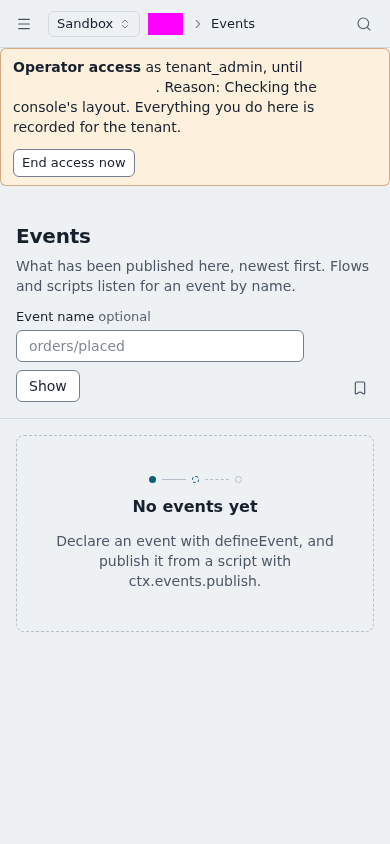 Sandbox
Events
Operator access as tenant_admin, until
. Reason: Checking the
console's layout. Everything you do here is
recorded for the tenant.
End access now
Events
What has been published here, newest first. Flows
and scripts listen for an event by name.
Event name optional
orders/placed
Show
No events yet
Declare an event with defineEvent, and
publish it from a script with
ctx.events.publish.